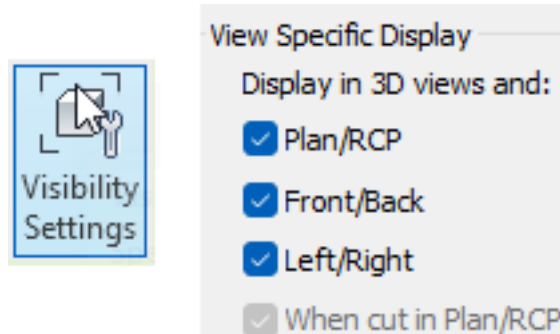 Visibility
Settings
View Specific Display
Display in 3D views and:
Plan/RCP
Front/Back
Left/Right
When cut in Plan/RCP